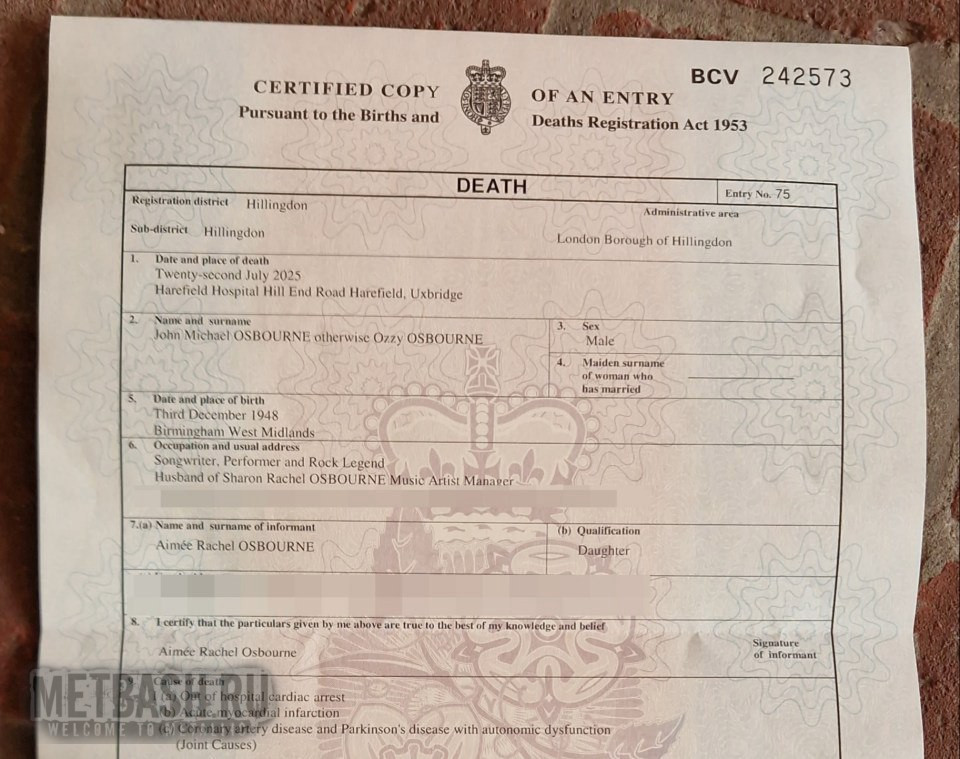 BCV 242573
CERTIFIED COPY OF AN ENTRY
Pursuant to the Births and Deaths Registration Act 1953
DEATH
Entry No. 75
Registration district Hillingdon
Administrative area
Sub-district Hillingdon
London Borough of Hillingdon
1. Date and place of death
Twenty-second July 2025
Harefield Hospital Hill End Road Harefield, Uxbridge
2. Name and surname
John Michael OSBOURNE otherwise Ozzy OSBOURNE
3. Sex
Male
4. Maiden surname
of woman who
has married
5. Date and place of birth
Third December 1948
Birmingham West Midlands
6. Occupation and usual address
Songwriter, Performer and Rock Legend
Husband of Sharon Rachel OSBOURNE Music Artist Manager
7.(a) Name and surname of informant
Aimée Rachel OSBOURNE
(b) Qualification
Daughter
8. I certify that the particulars given by me above are true to the best of my knowledge and belief
Aimée Rachel Osbourne
Signature
of informant
9. Cause of death
I (a) Out of hospital cardiac arrest
(b) Acute myocardial infarction
(c) Coronary artery disease and Parkinson's disease with autonomic dysfunction
(Joint Causes)
METBASH.RU
WELCOME TO